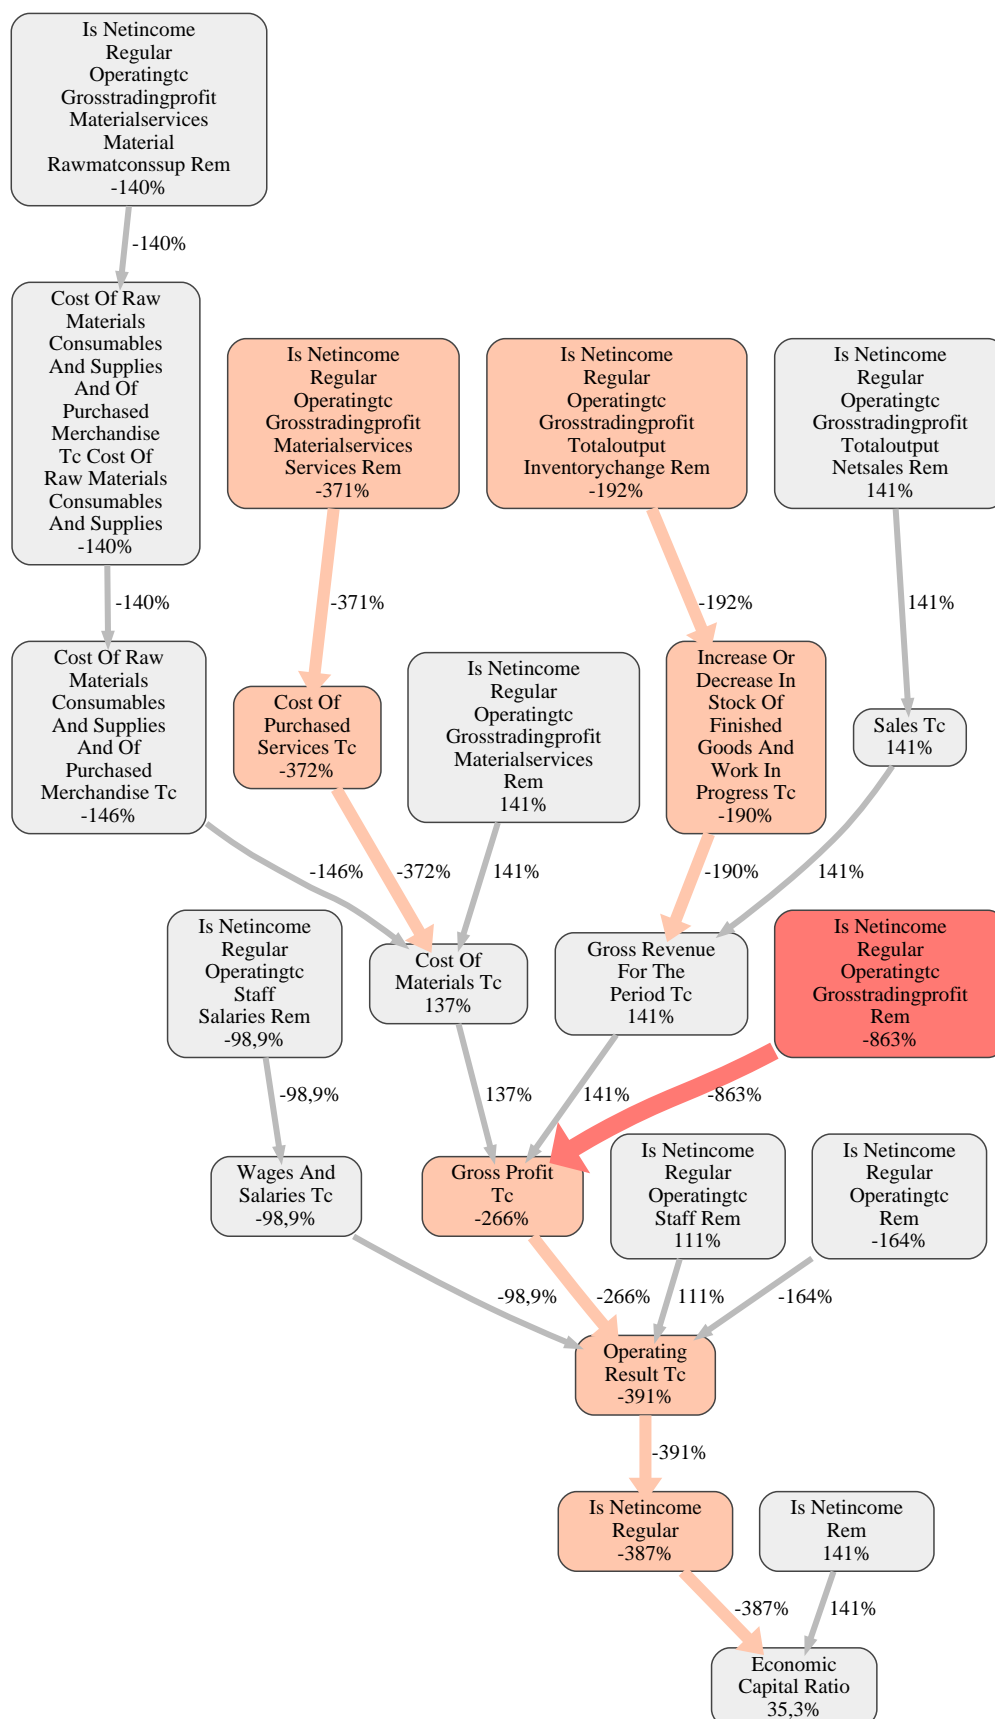 Is Netincome
Regular
Operatingtc
Grosstradingprofit
Materialservices
Material
Rawmatconssup Rem
-140%
-140%
Cost Of Raw
Materials
Consumables
And Supplies
And Of
Purchased
Merchandise
Tc Cost Of
Raw Materials
Consumables
And Supplies
-140%
Is Netincome
Regular
Operatingtc
Grosstradingprofit
Materialservices
Services Rem
-371%
Is Netincome
Regular
Operatingtc
Grosstradingprofit
Totaloutput
Inventorychange Rem
-192%
Is Netincome
Regular
Operatingtc
Grosstradingprofit
Totaloutput
Netsales Rem
141%
-140%
-371%
-192%
141%
Cost Of Raw
Materials
Consumables
And Supplies
And Of
Purchased
Merchandise Tc
-146%
Cost Of
Purchased
Services Tc
-372%
Is Netincome
Regular
Operatingtc
Grosstradingprofit
Materialservices
Rem
141%
Increase Or
Decrease In
Stock Of
Finished
Goods And
Work In
Progress Tc
-190%
Sales Tc
141%
-146%
-372%
141%
-190%
141%
Is Netincome
Regular
Operatingtc
Staff
Salaries Rem
-98,9%
Cost Of
Materials Tc
137%
Gross Revenue
For The
Period Tc
141%
Is Netincome
Regular
Operatingtc
Grosstradingprofit
Rem
-863%
-98,9%
137%
141%
-863%
Wages And
Salaries Tc
-98,9%
Gross Profit
Tc
-266%
Is Netincome
Regular
Operatingtc
Staff Rem
111%
Is Netincome
Regular
Operatingtc
Rem
-164%
-98,9%
-266%
111%
-164%
Operating
Result Tc
-391%
-391%
Is Netincome
Regular
-387%
Is Netincome
Rem
141%
-387%
141%
Economic
Capital Ratio
35,3%